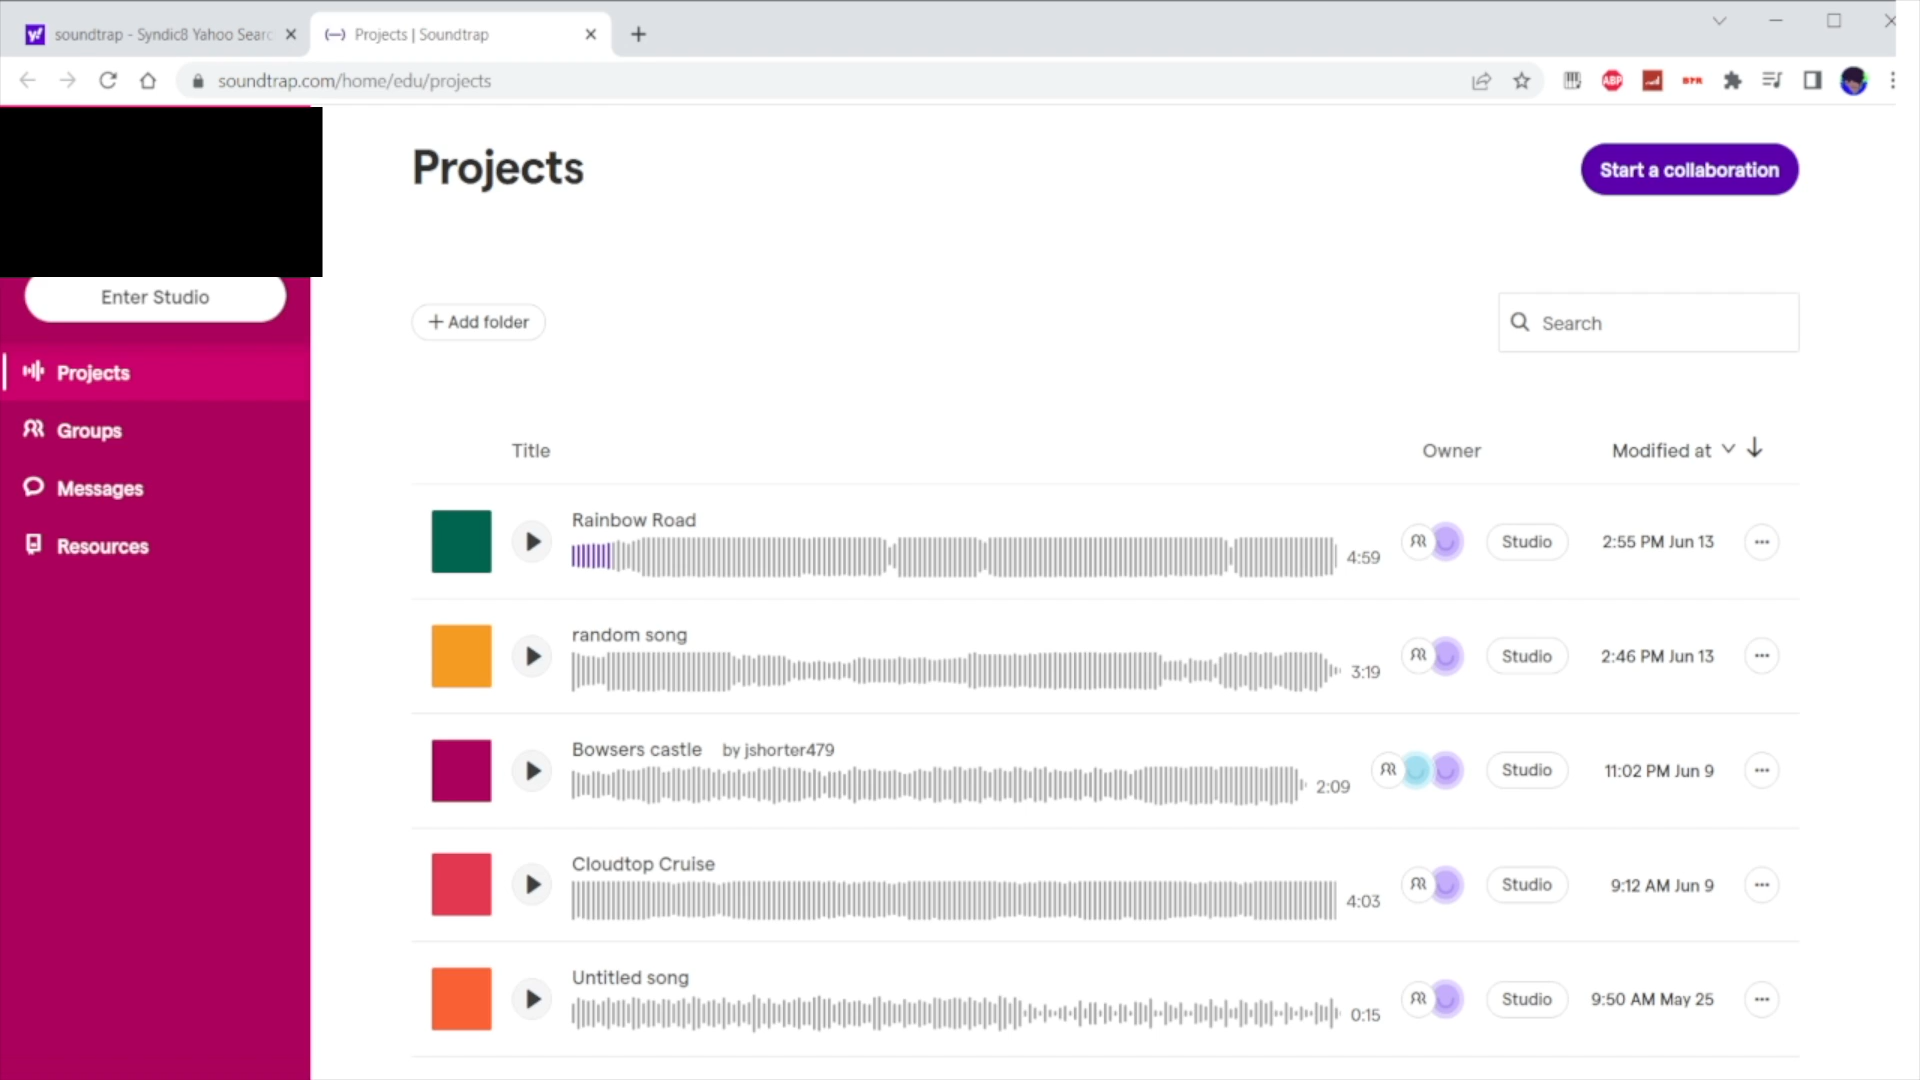 soundtrap - Syndic8 Yahoo Searc
Projects | Soundtrap
soundtrap.com/home/edu/projects
ABP
Projects
Start a collaboration
Enter Studio
+ Add folder
Search
Projects
Groups
Messages
Resources
Title Owner Modified at
Rainbow Road
4:59 Studio 2:55 PM Jun 13
random song
3:19 Studio 2:46 PM Jun 13
Bowsers castle by jshorter479
2:09 Studio 11:02 PM Jun 9
Cloudtop Cruise
4:03 Studio 9:12 AM Jun 9
Untitled song
0:15 Studio 9:50 AM May 25